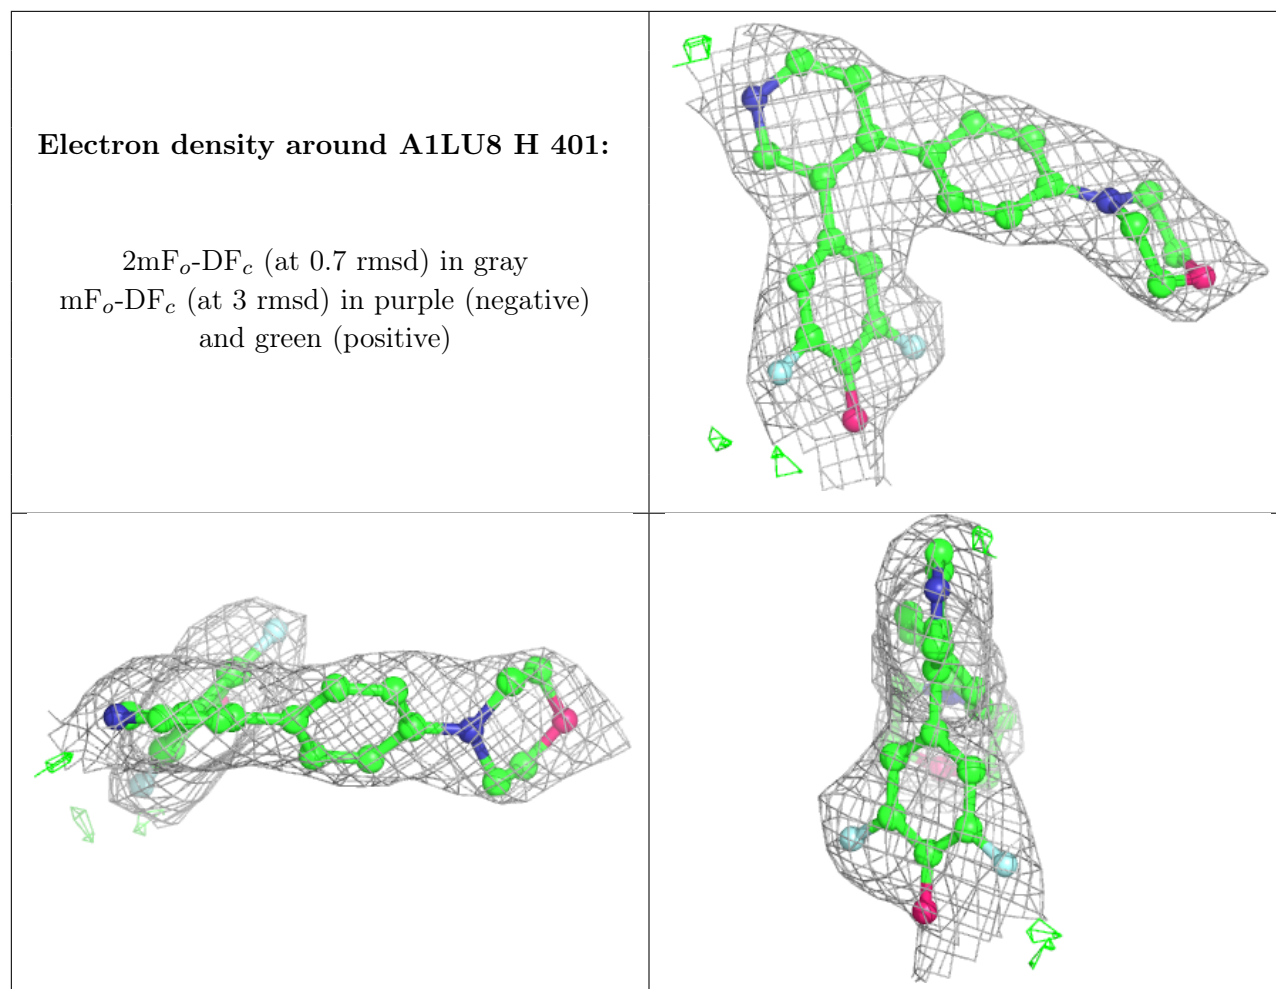 Electron density around A1LU8 H 401:
2mFo-DFc (at 0.7 rmsd) in gray
mFo-DFc (at 3 rmsd) in purple (negative)
and green (positive)